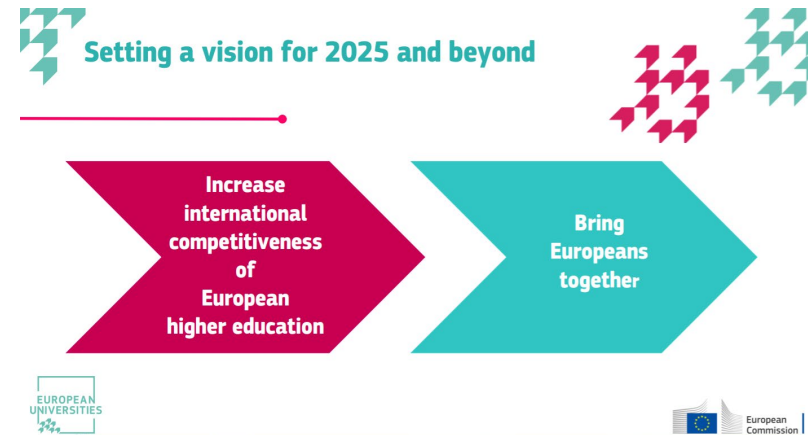 Setting a vision for 2025 and beyond
Increase
international
competitiveness
of
European
higher education
Bring
Europeans
together
EUROPEAN
UNIVERSITIES
European
Commission